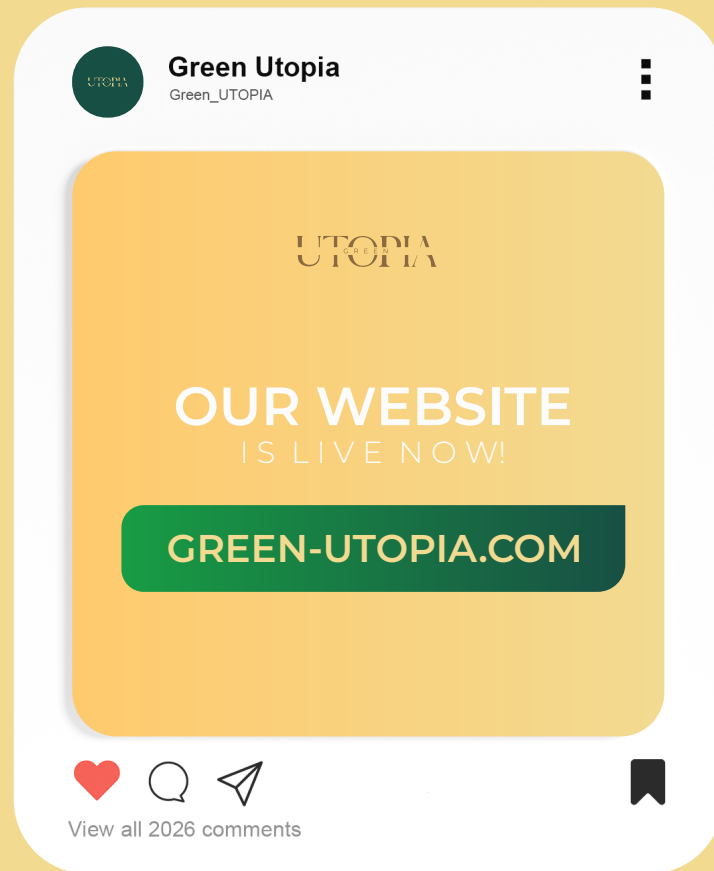 UTOPIA
Green Utopia
Green_UTOPIA
UTOPIA
GREEN
OUR WEBSITE
IS LIVE NOW!
GREEN-UTOPIA.COM
View all 2026 comments